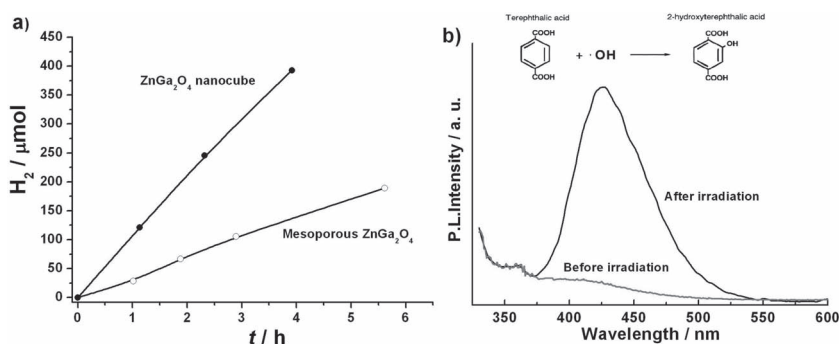 a)
H2 / μmol
450
400
350
300
250
200
150
100
50
0
ZnGa2O4 nanocube
Mesoporous ZnGa2O4
0 1 2 3 4 5 6
t / h
b)
Terephthalic acid
2-hydroxyterephthalic acid
COOH
COOH
+ ·OH
COOH
OH
COOH
P.L.Intensity / a. u.
After irradiation
Before irradiation
350 400 450 500 550 600
Wavelength / nm